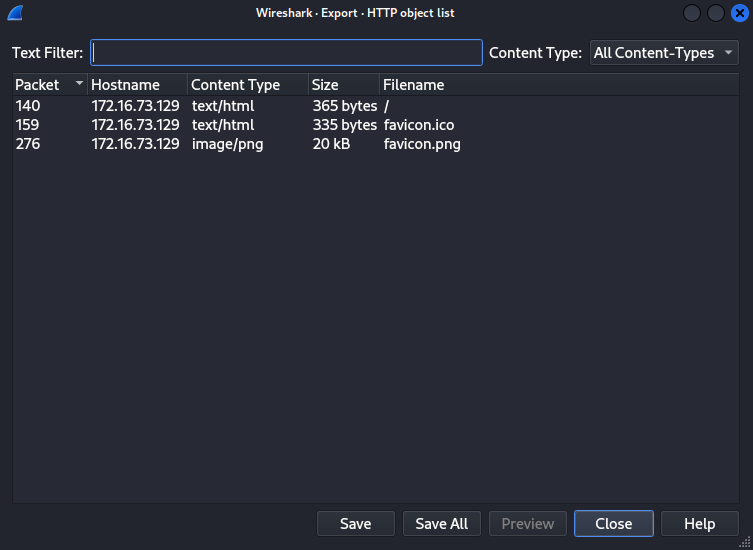 Wireshark · Export · HTTP object list
Text Filter: Content Type: All Content-Types
Packet Hostname Content Type Size Filename
140 172.16.73.129 text/html 365 bytes /
159 172.16.73.129 text/html 335 bytes favicon.ico
276 172.16.73.129 image/png 20 kB favicon.png
Save Save All Preview Close Help